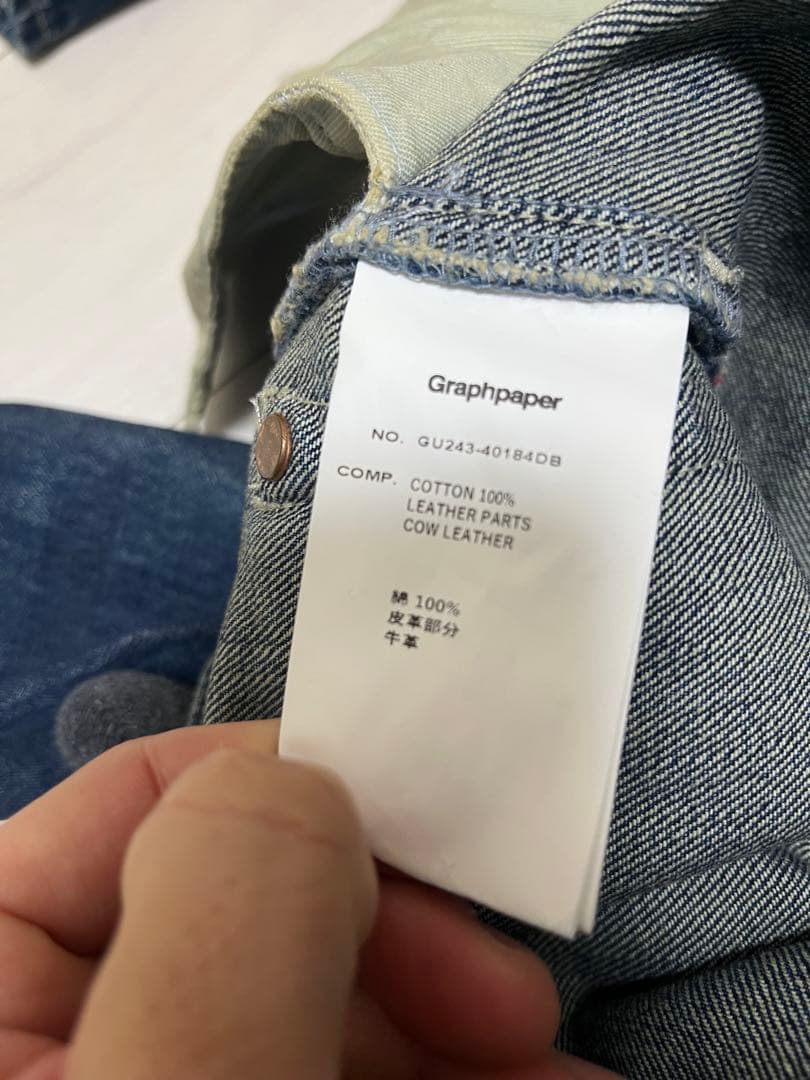 Graphpaper
NO. GU243-40184DB
COMP. COTTON 100%
LEATHER PARTS
COW LEATHER
綿 100%
皮革部分
牛革